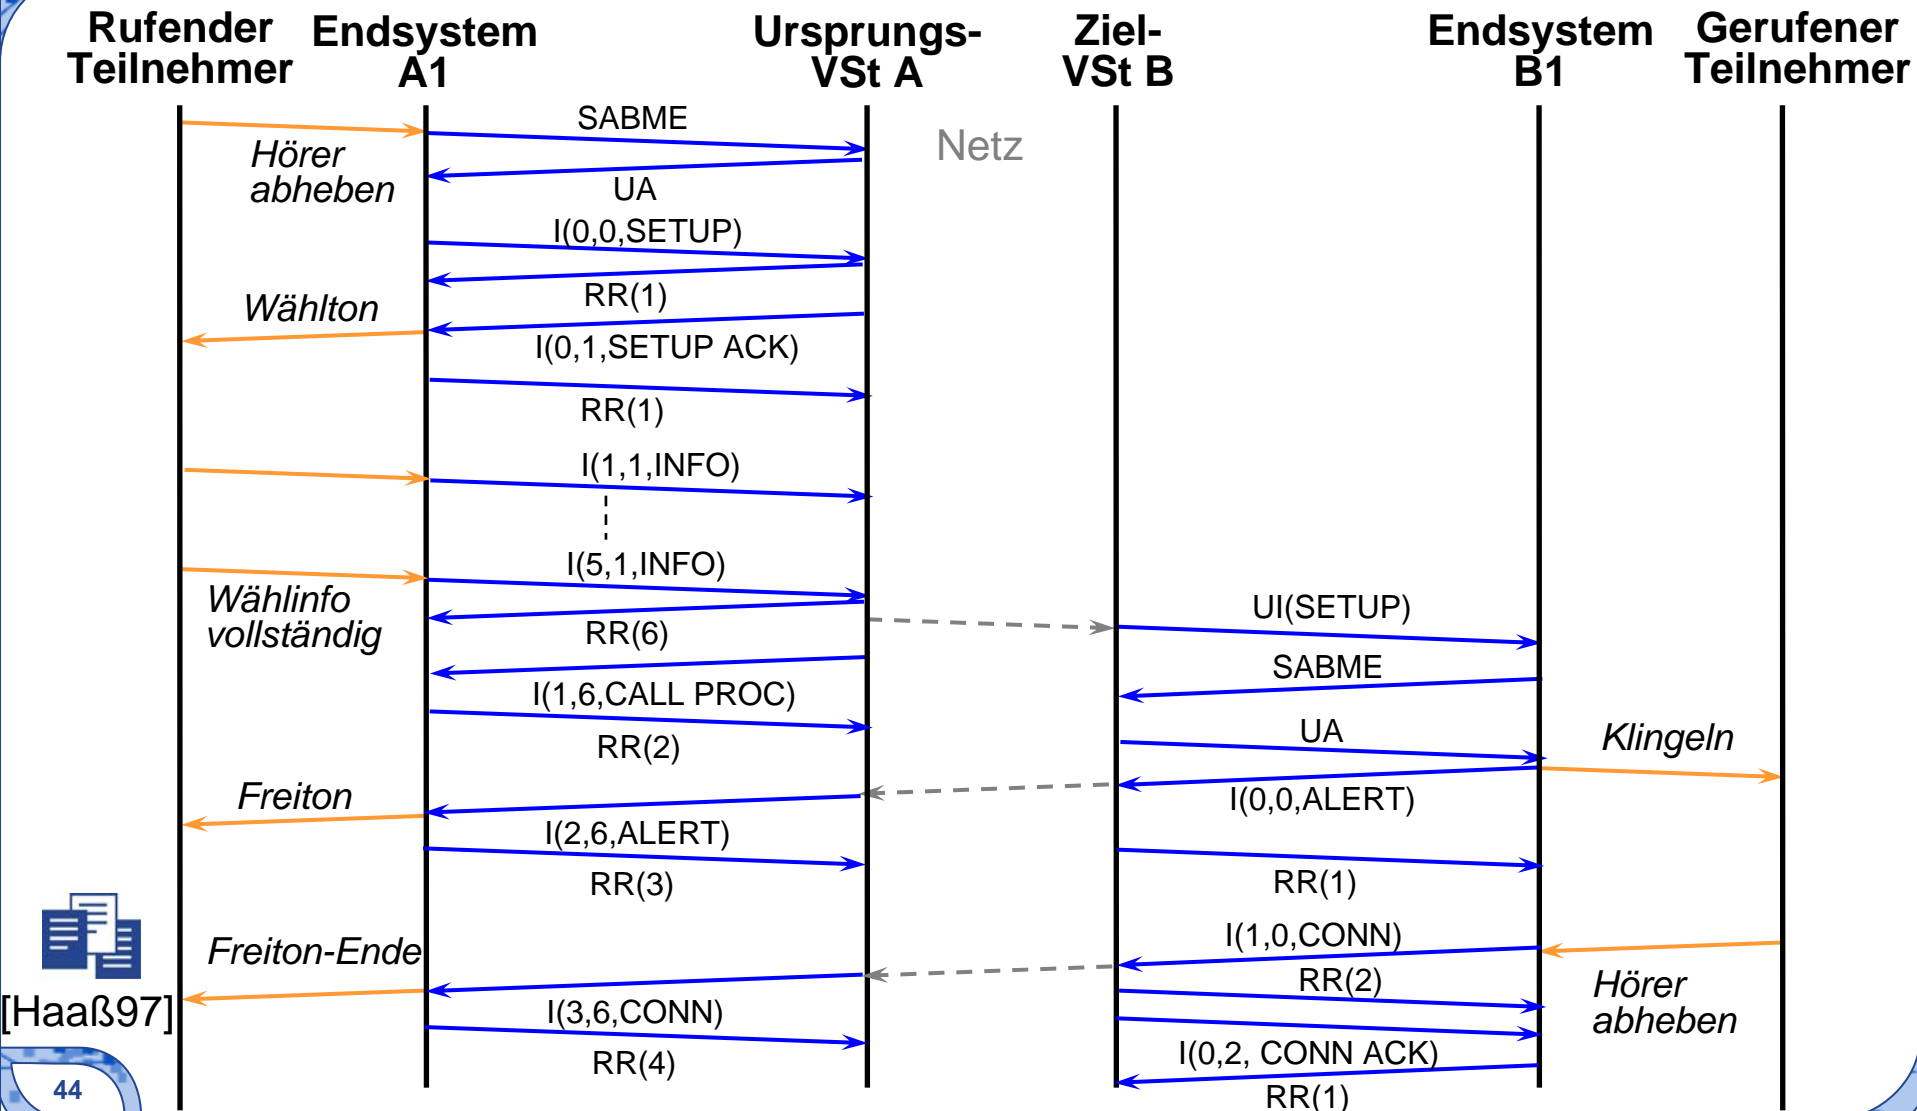 Rufender
Teilnehmer
Endsystem
A1
Ursprungs-
VSt A
Ziel-
VSt B
Endsystem
B1
Gerufener
Teilnehmer
Netz
SABME
Hörer
abheben
UA
I(0,0,SETUP)
RR(1)
Wählton
I(0,1,SETUP ACK)
RR(1)
I(1,1,INFO)
I(5,1,INFO)
Wählinfo
vollständig
RR(6)
UI(SETUP)
SABME
I(1,6,CALL PROC)
RR(2)
UA
Klingeln
Freiton
I(0,0,ALERT)
I(2,6,ALERT)
RR(3)
RR(1)
I(1,0,CONN)
Freiton-Ende
RR(2)
Hörer
abheben
[Haaß97]
I(3,6,CONN)
I(0,2, CONN ACK)
RR(4)
RR(1)
44